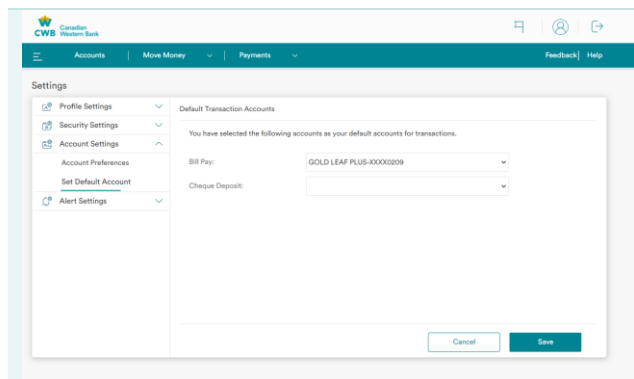 CWB Canadian
Western Bank
Accounts | Move Money | Payments Feedback| Help
Settings
Profile Settings
Security Settings
Account Settings
Account Preferences
Set Default Account
Alert Settings
Default Transaction Accounts
You have selected the following accounts as your default accounts for transactions.
Bill Pay: GOLD LEAF PLUS-XXXX0209
Cheque Deposit:
Cancel Save